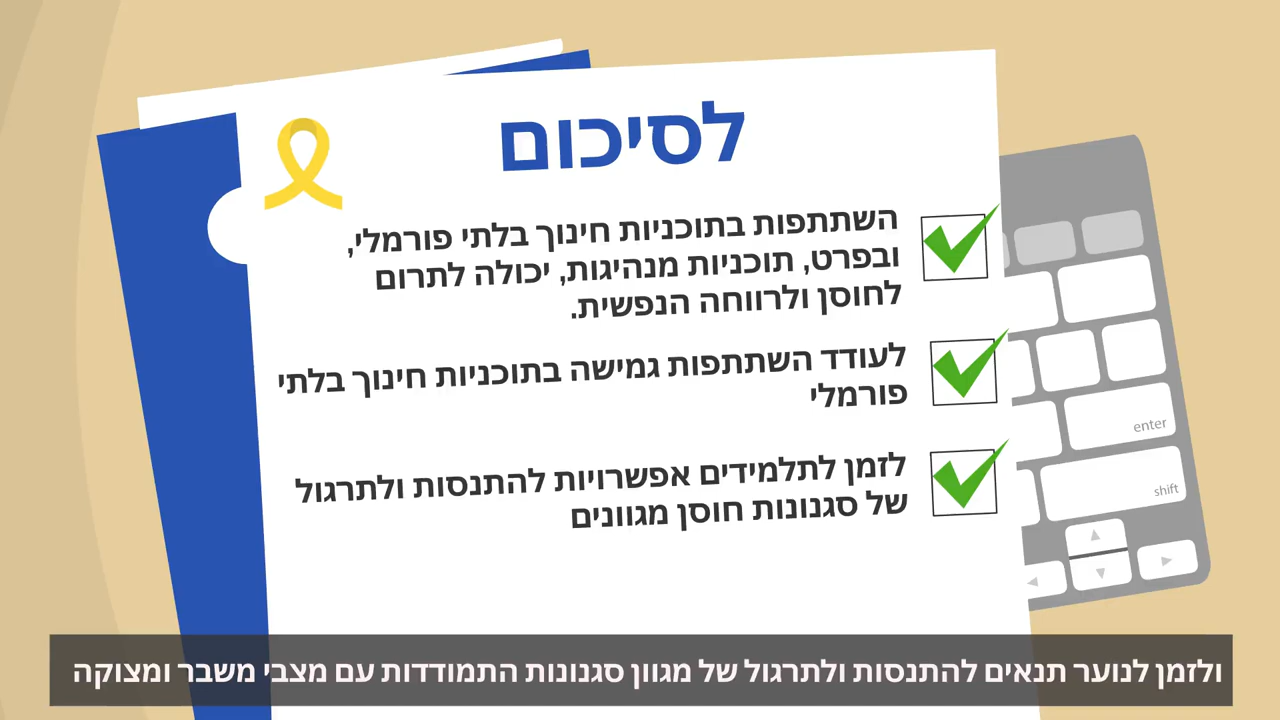 לסיכום
השתתפות בתוכניות חינוך בלתי פורמלי,
ובפרט, תוכניות מנהיגות, יכולה לתרום
לחוסן ולרווחה הנפשית.
לעודד השתתפות גמישה בתוכניות חינוך בלתי
פורמלי
לזמן לתלמידים אפשרויות להתנסות ולתרגול
של סגנונות חוסן מגוונים
enter
shift
ולזמן לנוער תנאים להתנסות ולתרגול של מגוון סגנונות התמודדות עם מצבי משבר ומצוקה